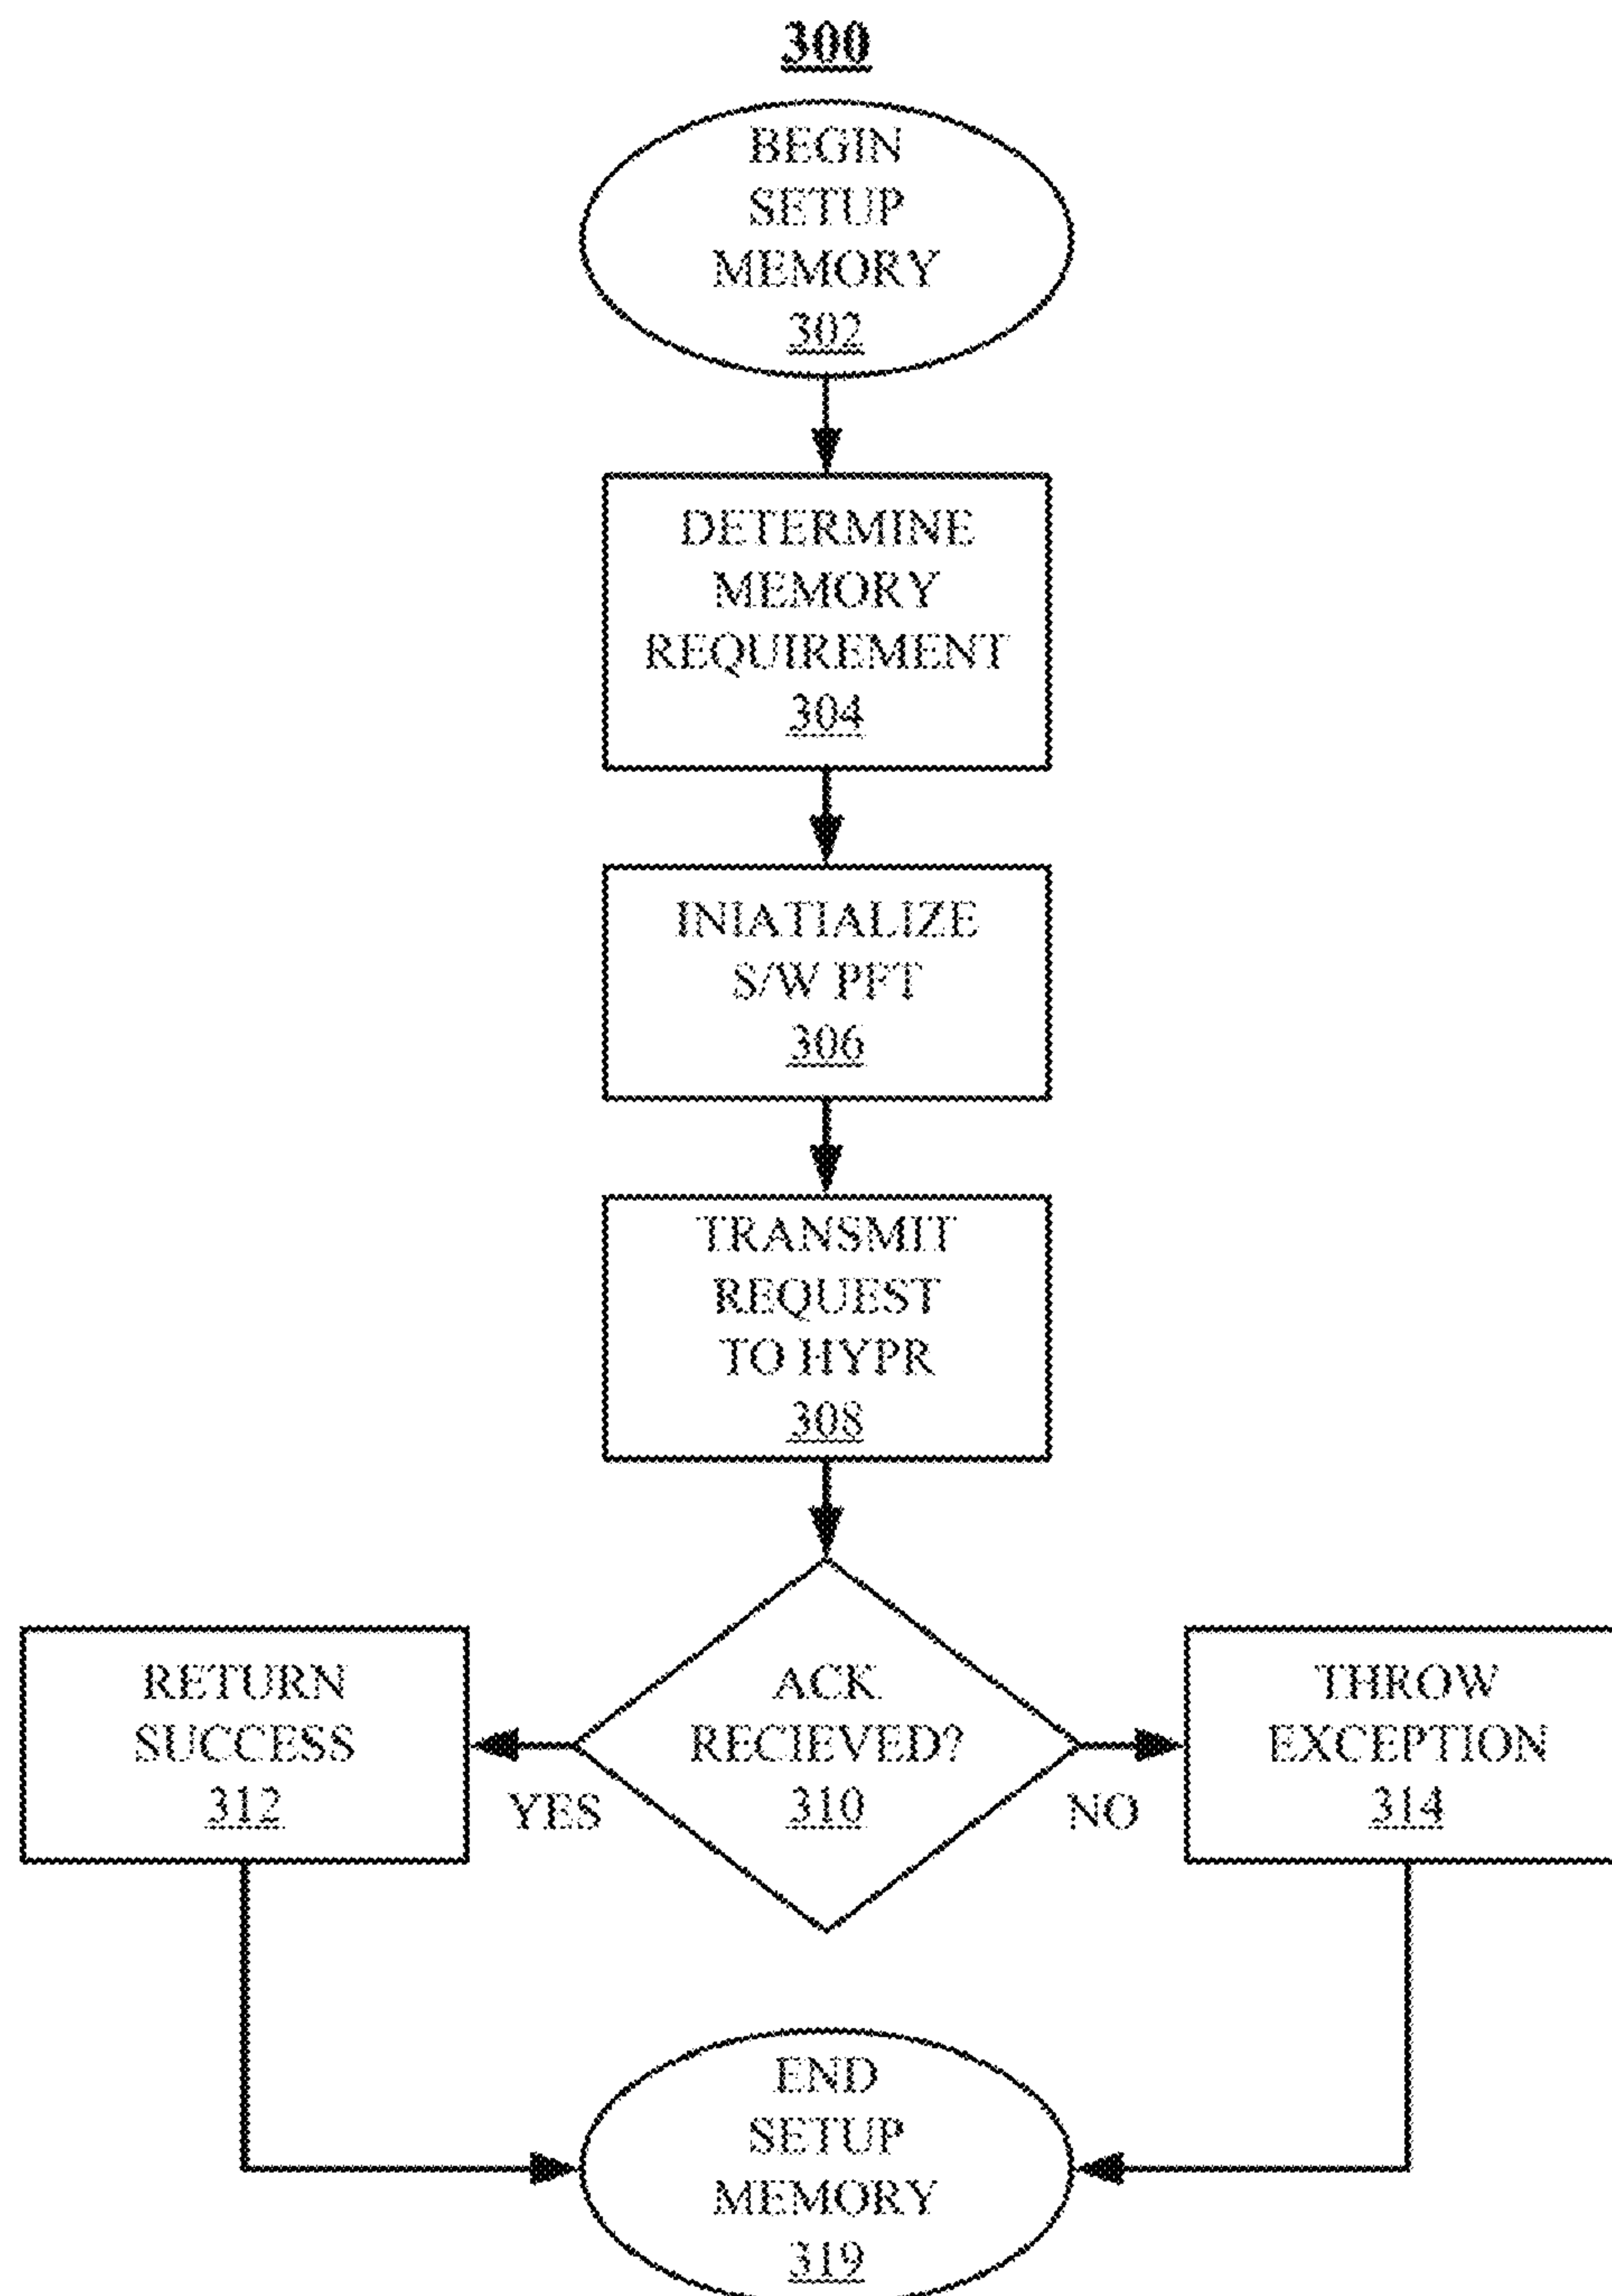 300
BEGIN
SETUP
MEMORY
302
DETERMINE
MEMORY
REQUIREMENT
304
INIATIALIZE
S/W PFT
306
TRANSMIT
REQUEST
TO HYPR
308
RETURN
SUCCESS
312
YES
ACK
RECIEVED?
310
NO
THROW
EXCEPTION
314
END
SETUP
MEMORY
319